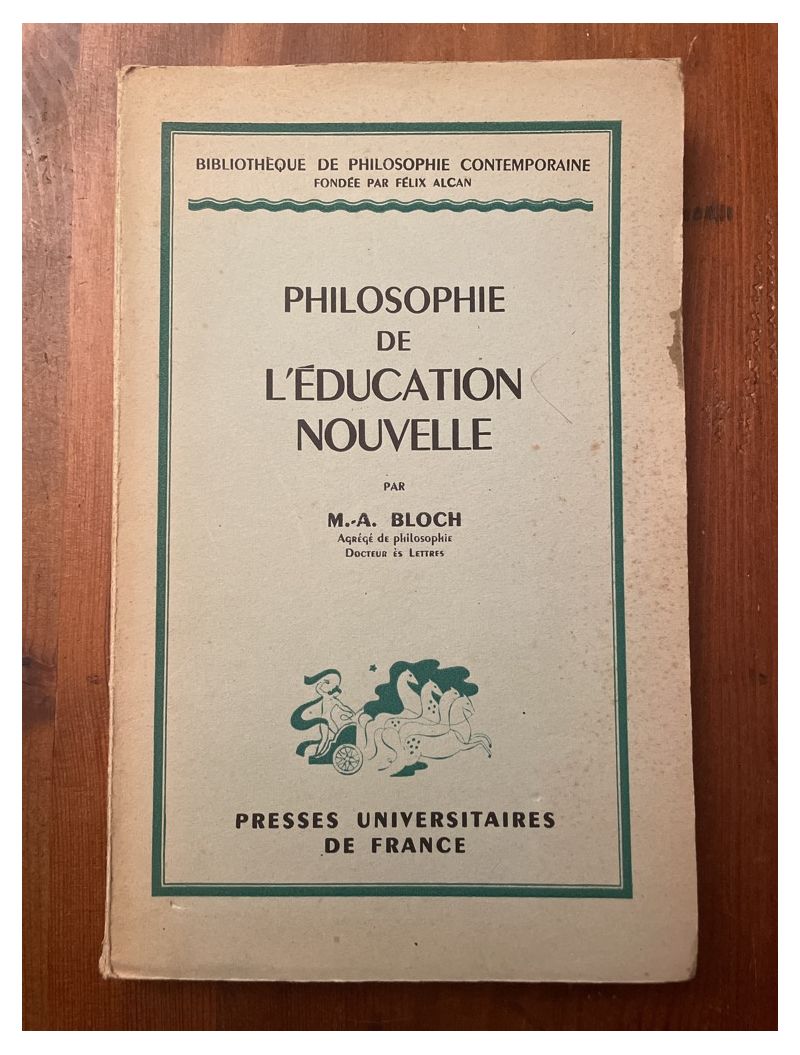 BIBLIOTHÈQUE DE PHILOSOPHIE CONTEMPORAINE
FONDÉE PAR FÉLIX ALCAN
PHILOSOPHIE
DE
L'ÉDUCATION
NOUVELLE
PAR
M.-A. BLOCH
Agrégé de philosophie
DOCTEUR ÈS LETTRES
PRESSES UNIVERSITAIRES
DE FRANCE